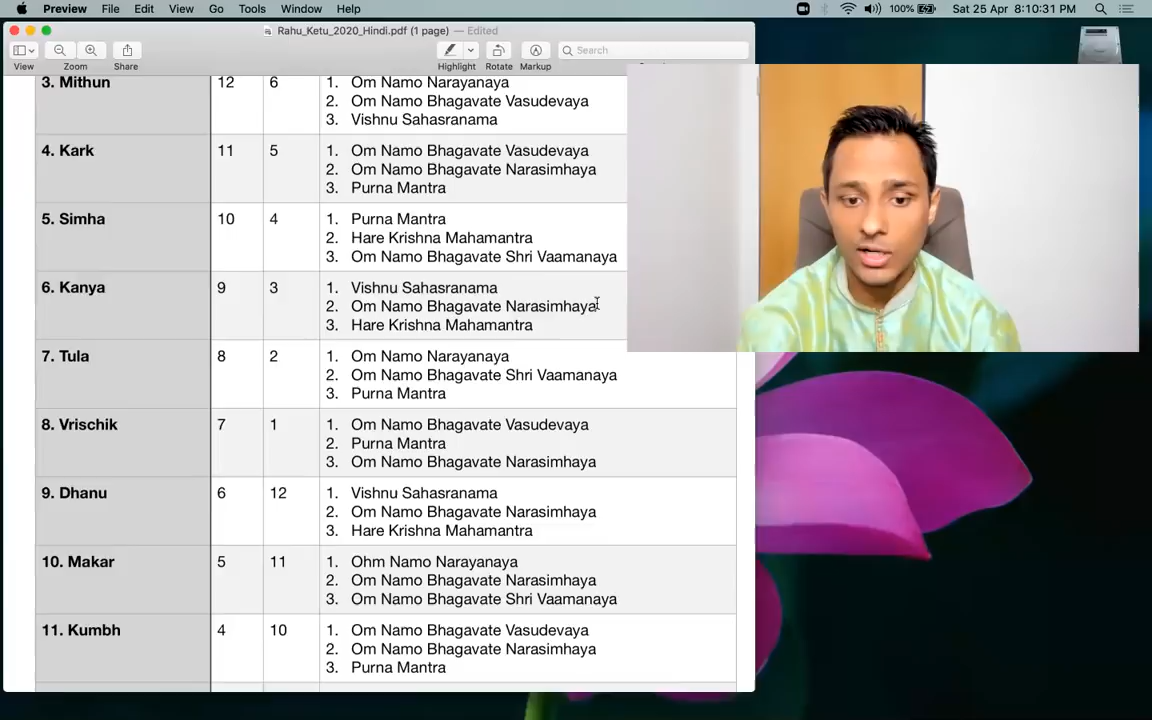 Preview File Edit View Go Tools Window Help 100% Sat 25 Apr 8:10:31 PM
Rahu_Ketu_2020_Hindi.pdf (1 page) — Edited
Search
View Zoom Share Highlight Rotate Markup
3. Mithun 12 6 1. Om Namo Narayanaya
2. Om Namo Bhagavate Vasudevaya
3. Vishnu Sahasranama
4. Kark 11 5 1. Om Namo Bhagavate Vasudevaya
2. Om Namo Bhagavate Narasimhaya
3. Purna Mantra
5. Simha 10 4 1. Purna Mantra
2. Hare Krishna Mahamantra
3. Om Namo Bhagavate Shri Vaamanaya
6. Kanya 9 3 1. Vishnu Sahasranama
2. Om Namo Bhagavate Narasimhaya
3. Hare Krishna Mahamantra
7. Tula 8 2 1. Om Namo Narayanaya
2. Om Namo Bhagavate Shri Vaamanaya
3. Purna Mantra
8. Vrischik 7 1 1. Om Namo Bhagavate Vasudevaya
2. Purna Mantra
3. Om Namo Bhagavate Narasimhaya
9. Dhanu 6 12 1. Vishnu Sahasranama
2. Om Namo Bhagavate Narasimhaya
3. Hare Krishna Mahamantra
10. Makar 5 11 1. Ohm Namo Narayanaya
2. Om Namo Bhagavate Narasimhaya
3. Om Namo Bhagavate Shri Vaamanaya
11. Kumbh 4 10 1. Om Namo Bhagavate Vasudevaya
2. Om Namo Bhagavate Narasimhaya
3. Purna Mantra